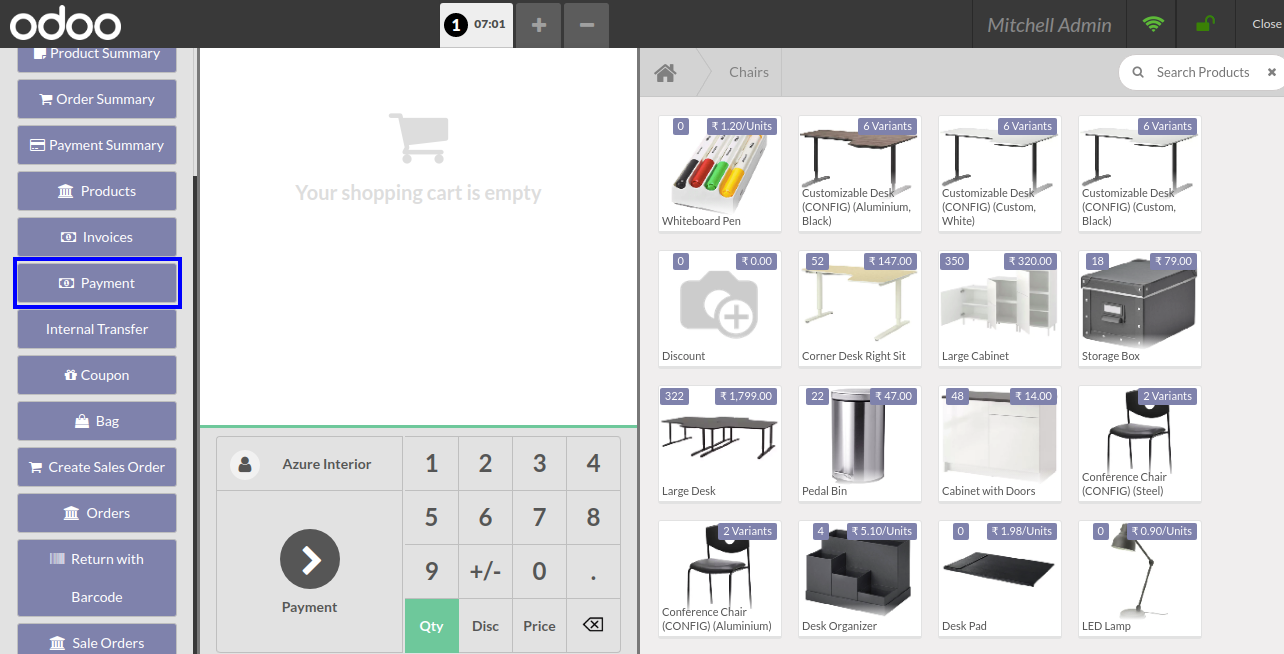 odoo
1 07:01
Mitchell Admin
Close
Product Summary
Order Summary
Payment Summary
Products
Invoices
Payment
Internal Transfer
Coupon
Bag
Create Sales Order
Orders
Return with
Barcode
Sale Orders
Your shopping cart is empty
Azure Interior
Payment
1 2 3 4
5 6 7 8
9 +/- 0 .
Qty Disc Price
Chairs
Search Products
0 ₹ 1.20/Units
Whiteboard Pen
6 Variants
Customizable Desk
(CONFIG) (Aluminium,
Black)
6 Variants
Customizable Desk
(CONFIG) (Custom,
White)
6 Variants
Customizable Desk
(CONFIG) (Custom,
Black)
0 ₹ 0.00
Discount
52 ₹ 147.00
Corner Desk Right Sit
350 ₹ 320.00
Large Cabinet
18 ₹ 79.00
Storage Box
322 ₹ 1,799.00
Large Desk
22 ₹ 47.00
Pedal Bin
48 ₹ 14.00
Cabinet with Doors
2 Variants
Conference Chair
(CONFIG) (Steel)
2 Variants
Conference Chair
(CONFIG) (Aluminium)
4 ₹ 5.10/Units
Desk Organizer
0 ₹ 1.98/Units
Desk Pad
0 ₹ 0.90/Units
LED Lamp